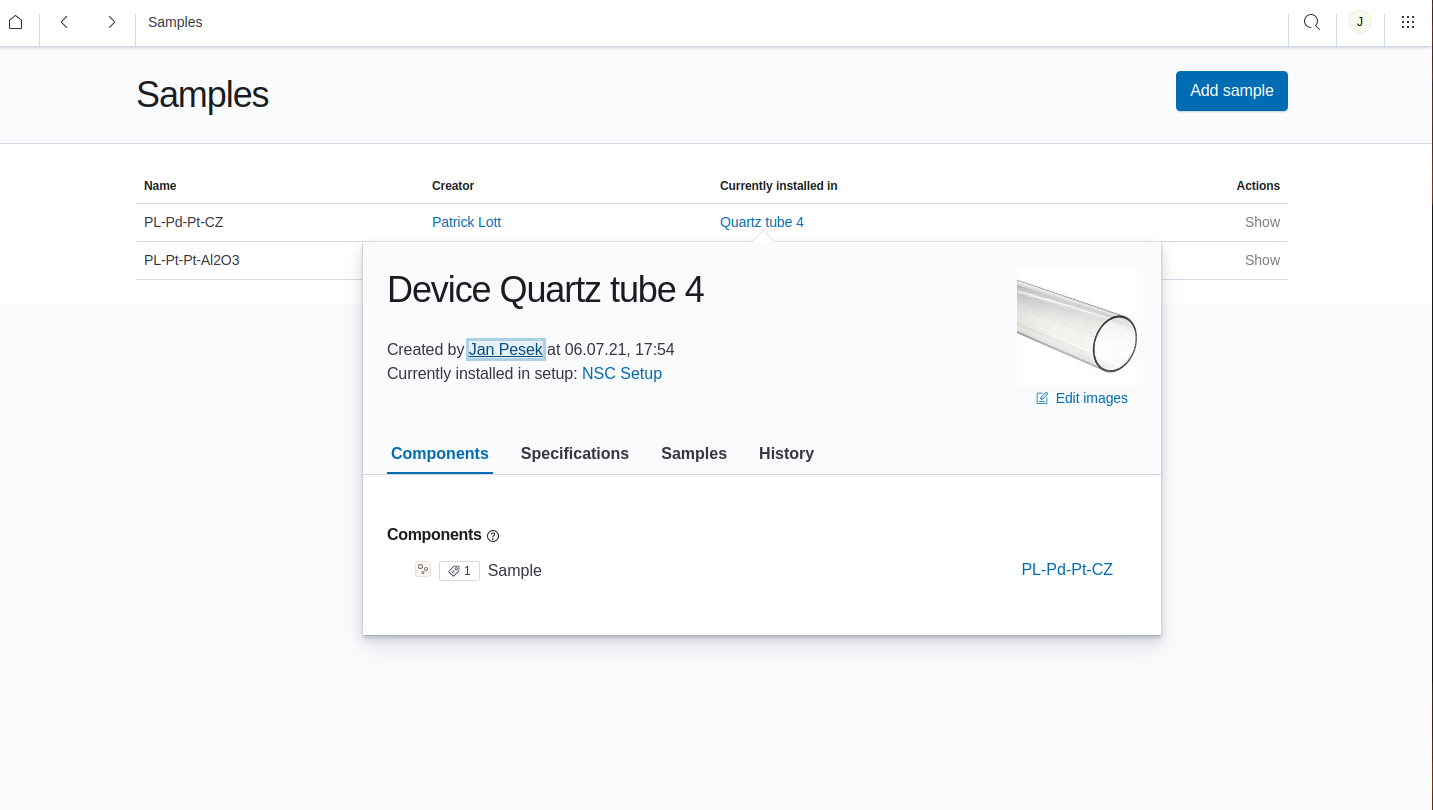 Samples
J
Samples
Add sample
Name Creator Currently installed in Actions
PL-Pd-Pt-CZ Patrick Lott Quartz tube 4 Show
PL-Pt-Pt-Al2O3 Show
Device Quartz tube 4
Created by Jan Pesek at 06.07.21, 17:54
Currently installed in setup: NSC Setup
Edit images
Components Specifications Samples History
Components
1 Sample PL-Pd-Pt-CZ